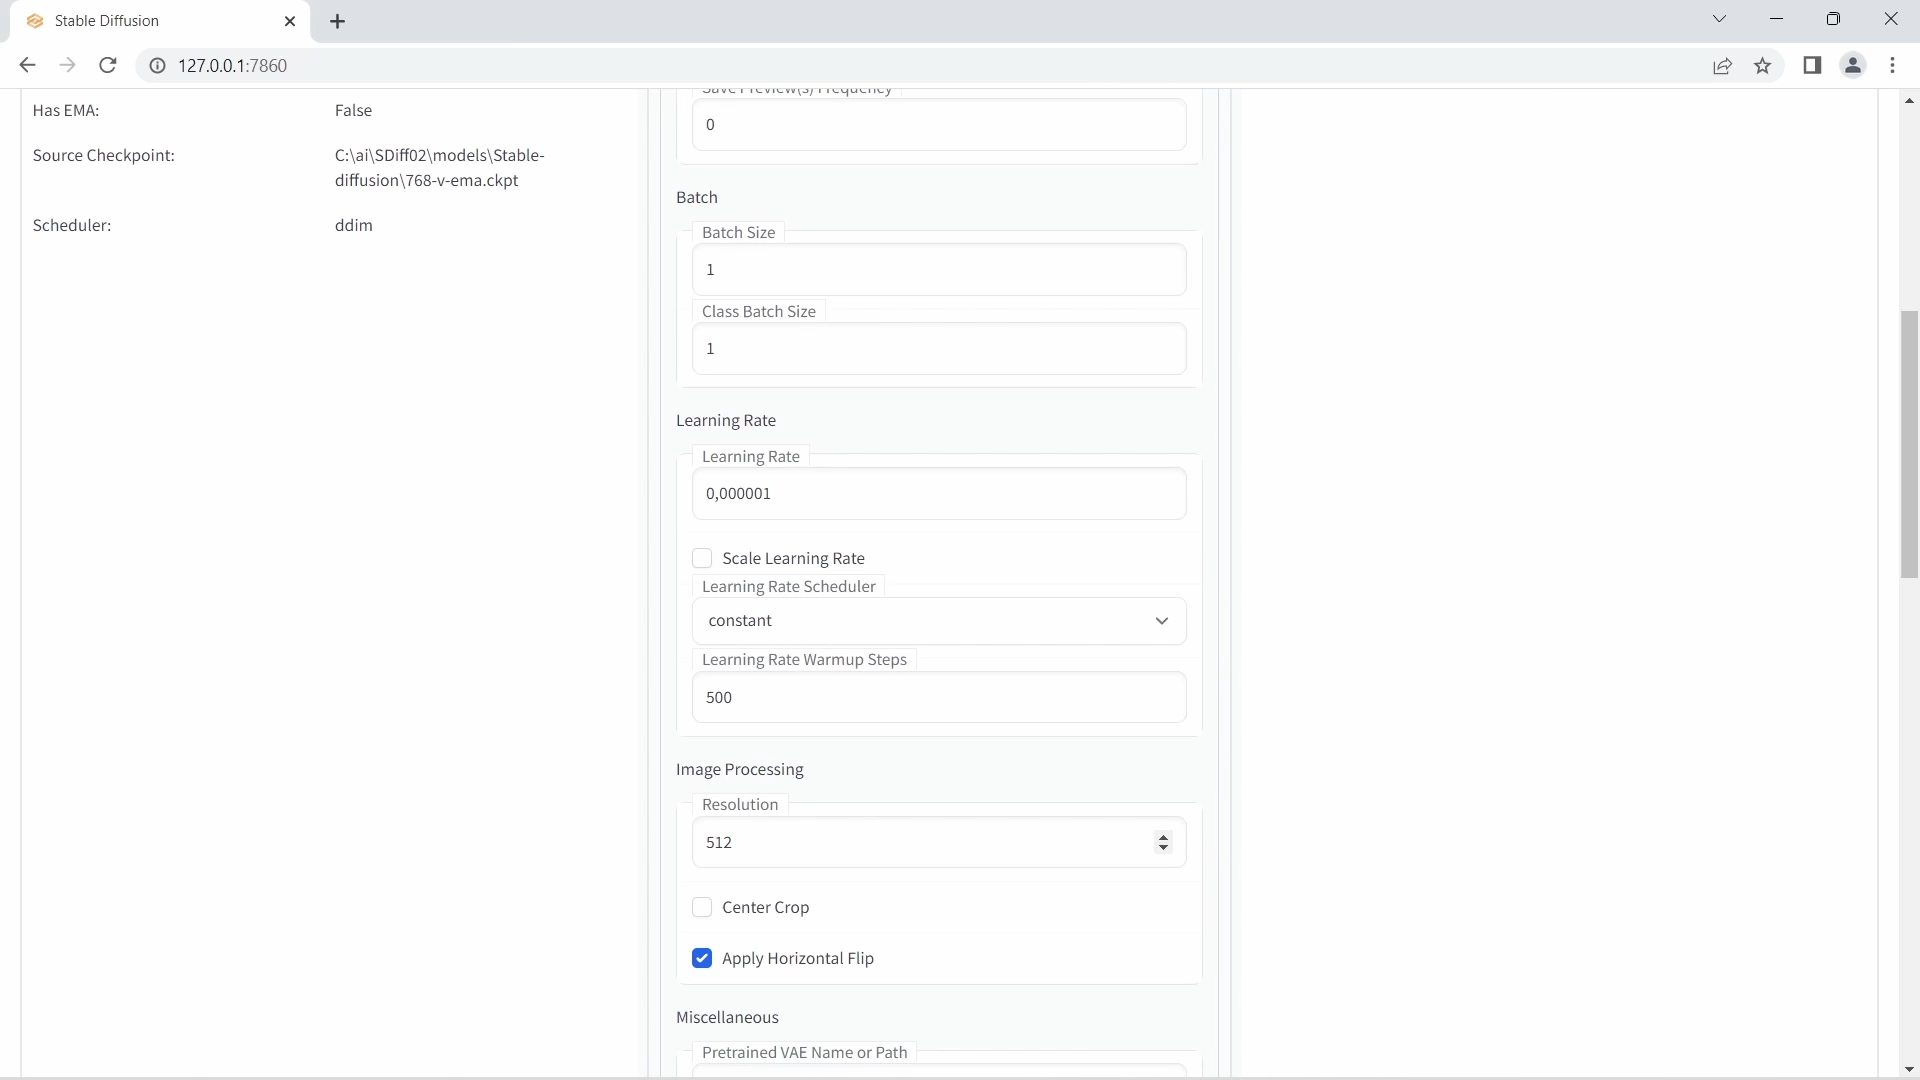 Stable Diffusion
127.0.0.1:7860
Has EMA: False
Source Checkpoint: C:\ai\SDiff02\models\Stable-
diffusion\768-v-ema.ckpt
Scheduler: ddim
Save Preview(s) Frequency
0
Batch
Batch Size
1
Class Batch Size
1
Learning Rate
Learning Rate
0,000001
Scale Learning Rate
Learning Rate Scheduler
constant
Learning Rate Warmup Steps
500
Image Processing
Resolution
512
Center Crop
Apply Horizontal Flip
Miscellaneous
Pretrained VAE Name or Path